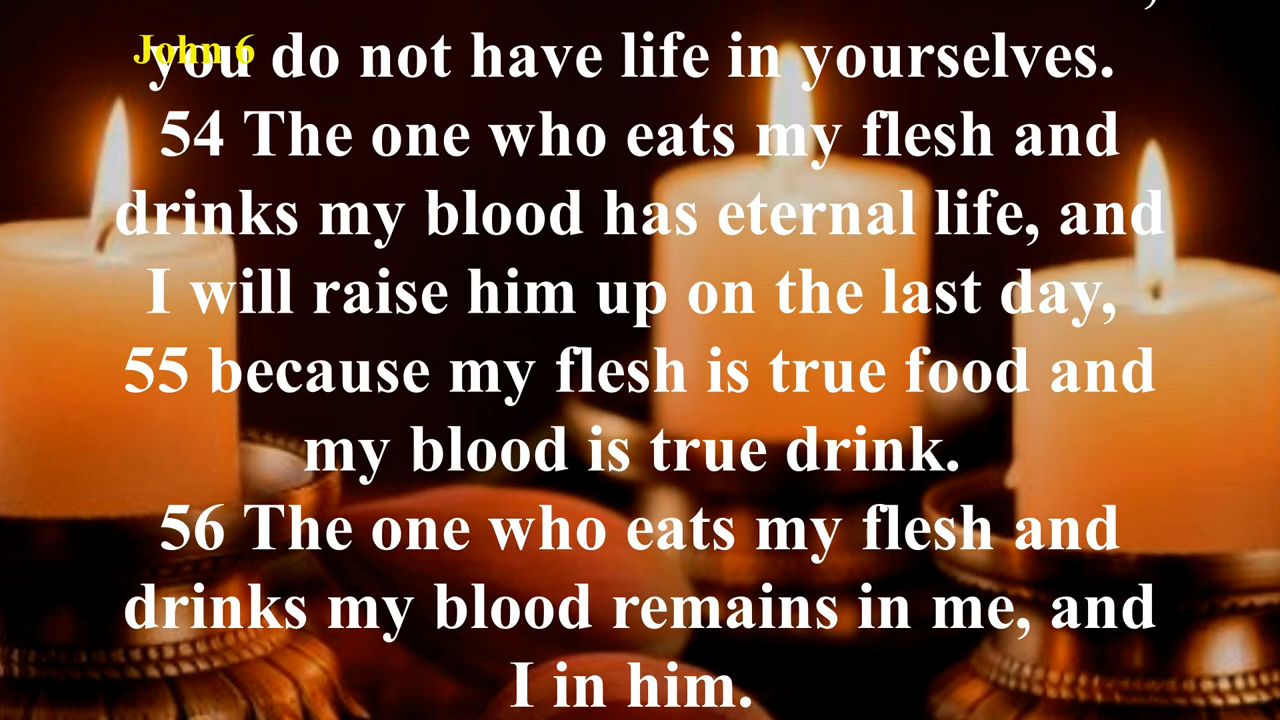 John 6
you do not have life in yourselves.
54 The one who eats my flesh and
drinks my blood has eternal life, and
I will raise him up on the last day,
55 because my flesh is true food and
my blood is true drink.
56 The one who eats my flesh and
drinks my blood remains in me, and
I in him.